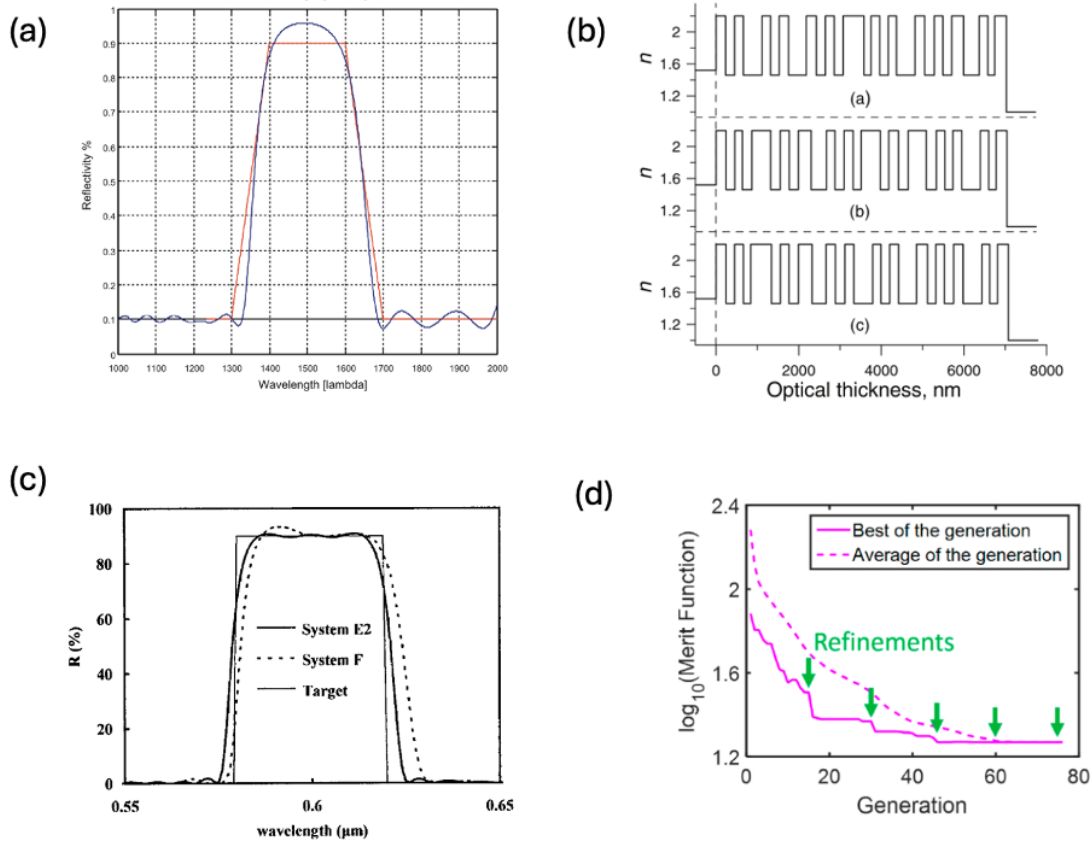 (a)
1
0.9
0.8
0.7
0.6
0.5
0.4
0.3
0.2
0.1
0
Reflectivity %
1000 1100 1200 1300 1400 1500 1600 1700 1800 1900 2000
Wavelength [lambda]
(b)
n
2
1.6
1.2
(a)
n
2
1.6
1.2
(b)
n
2
1.6
1.2
(c)
0 2000 4000 6000 8000
Optical thickness, nm
(c)
100
80
60
40
20
0
R (%)
System E2
System F
Target
0.55 0.6 0.65
wavelength (μm)
(d)
2.4
2
1.6
1.2
log10(Merit Function)
Best of the generation
Average of the generation
Refinements
0 20 40 60 80
Generation